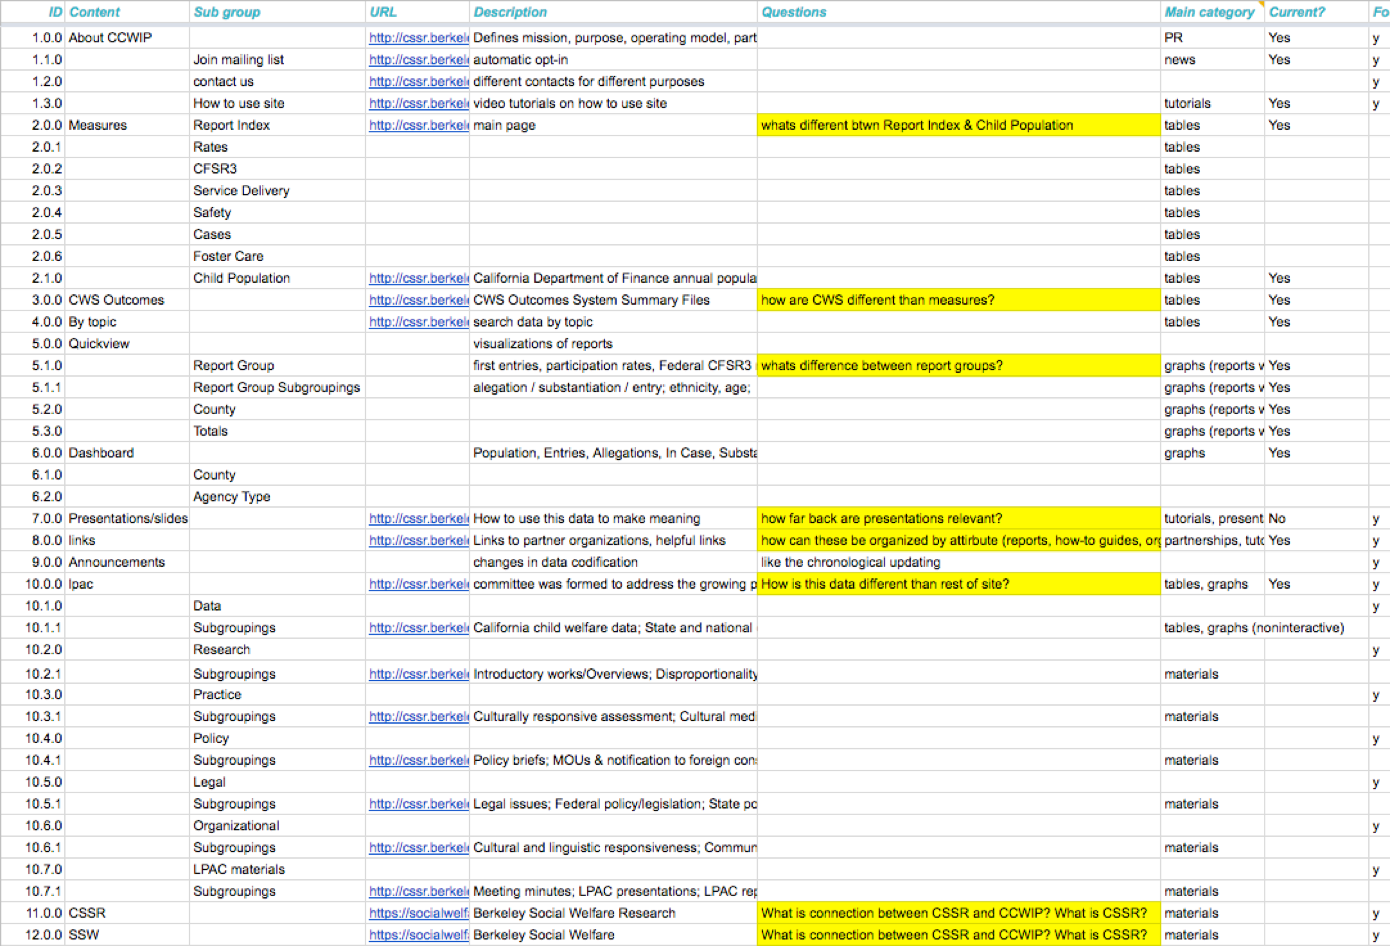 ID Content Sub group URL Description Questions Main category Current? Fo
1.0.0 About CCWIP http://cssr.berkel Defines mission, purpose, operating model, part PR Yes y
1.1.0 Join mailing list http://cssr.berkel automatic opt-in news Yes y
1.2.0 contact us http://cssr.berkel different contacts for different purposes y
1.3.0 How to use site http://cssr.berkel video tutorials on how to use site tutorials Yes y
2.0.0 Measures Report Index http://cssr.berkel main page whats different btwn Report Index & Child Population tables Yes
2.0.1 Rates tables
2.0.2 CFSR3 tables
2.0.3 Service Delivery tables
2.0.4 Safety tables
2.0.5 Cases tables
2.0.6 Foster Care tables
2.1.0 Child Population http://cssr.berkel California Department of Finance annual popula tables Yes
3.0.0 CWS Outcomes http://cssr.berkel CWS Outcomes System Summary Files how are CWS different than measures? tables Yes
4.0.0 By topic http://cssr.berkel search data by topic tables Yes
5.0.0 Quickview visualizations of reports
5.1.0 Report Group first entries, participation rates, Federal CFSR3 whats difference between report groups? graphs (reports v Yes
5.1.1 Report Group Subgroupings alegation / substantiation / entry; ethnicity, age; graphs (reports v Yes
5.2.0 County graphs (reports v Yes
5.3.0 Totals graphs (reports v Yes
6.0.0 Dashboard Population, Entries, Allegations, In Case, Substa graphs Yes
6.1.0 County
6.2.0 Agency Type
7.0.0 Presentations/slides http://cssr.berkel How to use this data to make meaning how far back are presentations relevant? tutorials, present No y
8.0.0 links http://cssr.berkel Links to partner organizations, helpful links how can these be organized by attirbute (reports, how-to guides, org partnerships, tuto Yes y
9.0.0 Announcements changes in data codification like the chronological updating y
10.0.0 lpac http://cssr.berkel committee was formed to address the growing p How is this data different than rest of site? tables, graphs Yes y
10.1.0 Data y
10.1.1 Subgroupings http://cssr.berkel California child welfare data; State and national tables, graphs (noninteractive)
10.2.0 Research y
10.2.1 Subgroupings http://cssr.berkel Introductory works/Overviews; Disproportionality materials
10.3.0 Practice y
10.3.1 Subgroupings http://cssr.berkel Culturally responsive assessment; Cultural medi materials
10.4.0 Policy y
10.4.1 Subgroupings http://cssr.berkel Policy briefs; MOUs & notification to foreign con materials
10.5.0 Legal y
10.5.1 Subgroupings http://cssr.berkel Legal issues; Federal policy/legislation; State po materials
10.6.0 Organizational y
10.6.1 Subgroupings http://cssr.berkel Cultural and linguistic responsiveness; Commun materials
10.7.0 LPAC materials y
10.7.1 Subgroupings http://cssr.berkel Meeting minutes; LPAC presentations; LPAC rep materials
11.0.0 CSSR https://socialwelf Berkeley Social Welfare Research What is connection between CSSR and CCWIP? What is CSSR? materials y
12.0.0 SSW https://socialwelf Berkeley Social Welfare What is connection between CSSR and CCWIP? What is CSSR? materials y